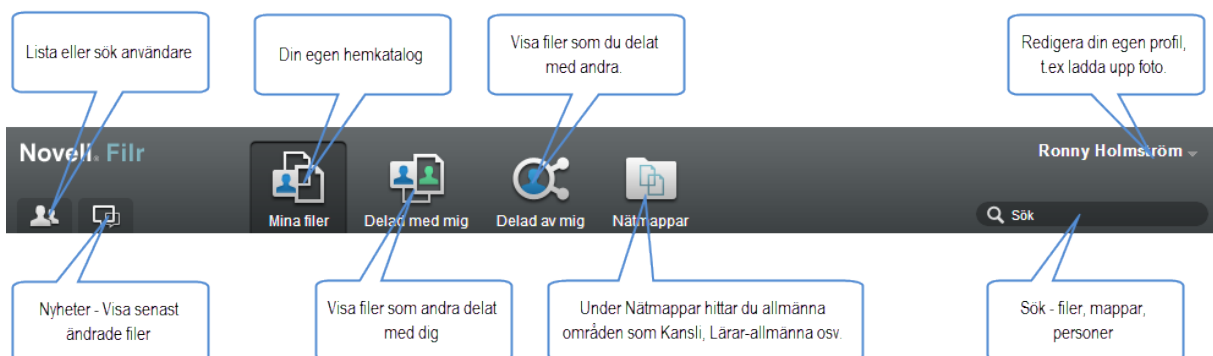 Lista eller sök användare
Din egen hemkatalog
Visa filer som du delat
med andra.
Redigera din egen profil,
t.ex ladda upp foto.
Novell. Filr
Ronny Holmström
Mina filer
Delad med mig
Delad av mig
Nätmappar
Sök
Nyheter - Visa senast
ändrade filer
Visa filer som andra delat
med dig
Under Nätmappar hittar du allmänna
områden som Kansli, Lärar-allmänna osv.
Sök - filer, mappar,
personer